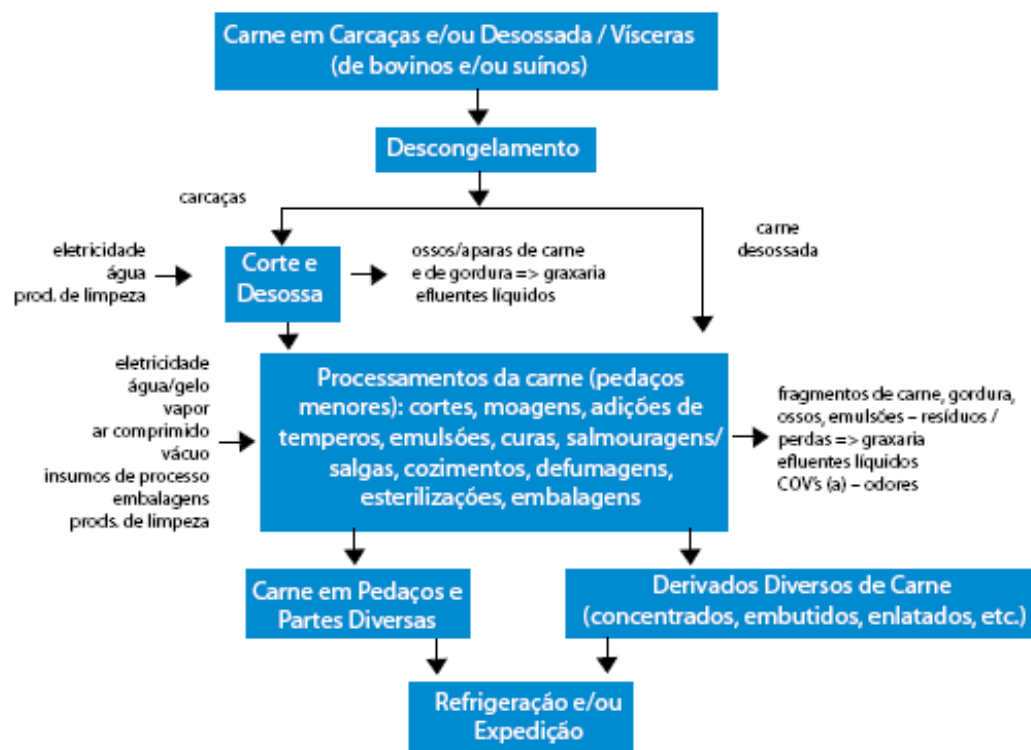 Carne em Carcaças e/ou Desossada / Vísceras
(de bovinos e/ou suínos)
Descongelamento
carcaças
carne
desossada
eletricidade
água
prod. de limpeza
Corte e
Desossa
ossos/aparas de carne
e de gordura => graxaria
efluentes líquidos
eletricidade
água/gelo
vapor
ar comprimido
vácuo
insumos de processo
embalagens
prods. de limpeza
Processamentos da carne (pedaços
menores): cortes, moagens, adições de
temperos, emulsões, curas, salmouragens/
salgas, cozimentos, defumagens,
esterilizações, embalagens
fragmentos de carne, gordura,
ossos, emulsões – resíduos /
perdas => graxaria
efluentes líquidos
COV's (a) – odores
Carne em Pedaços e
Partes Diversas
Derivados Diversos de Carne
(concentrados, embutidos, enlatados, etc.)
Refrigeração e/ou
Expedição